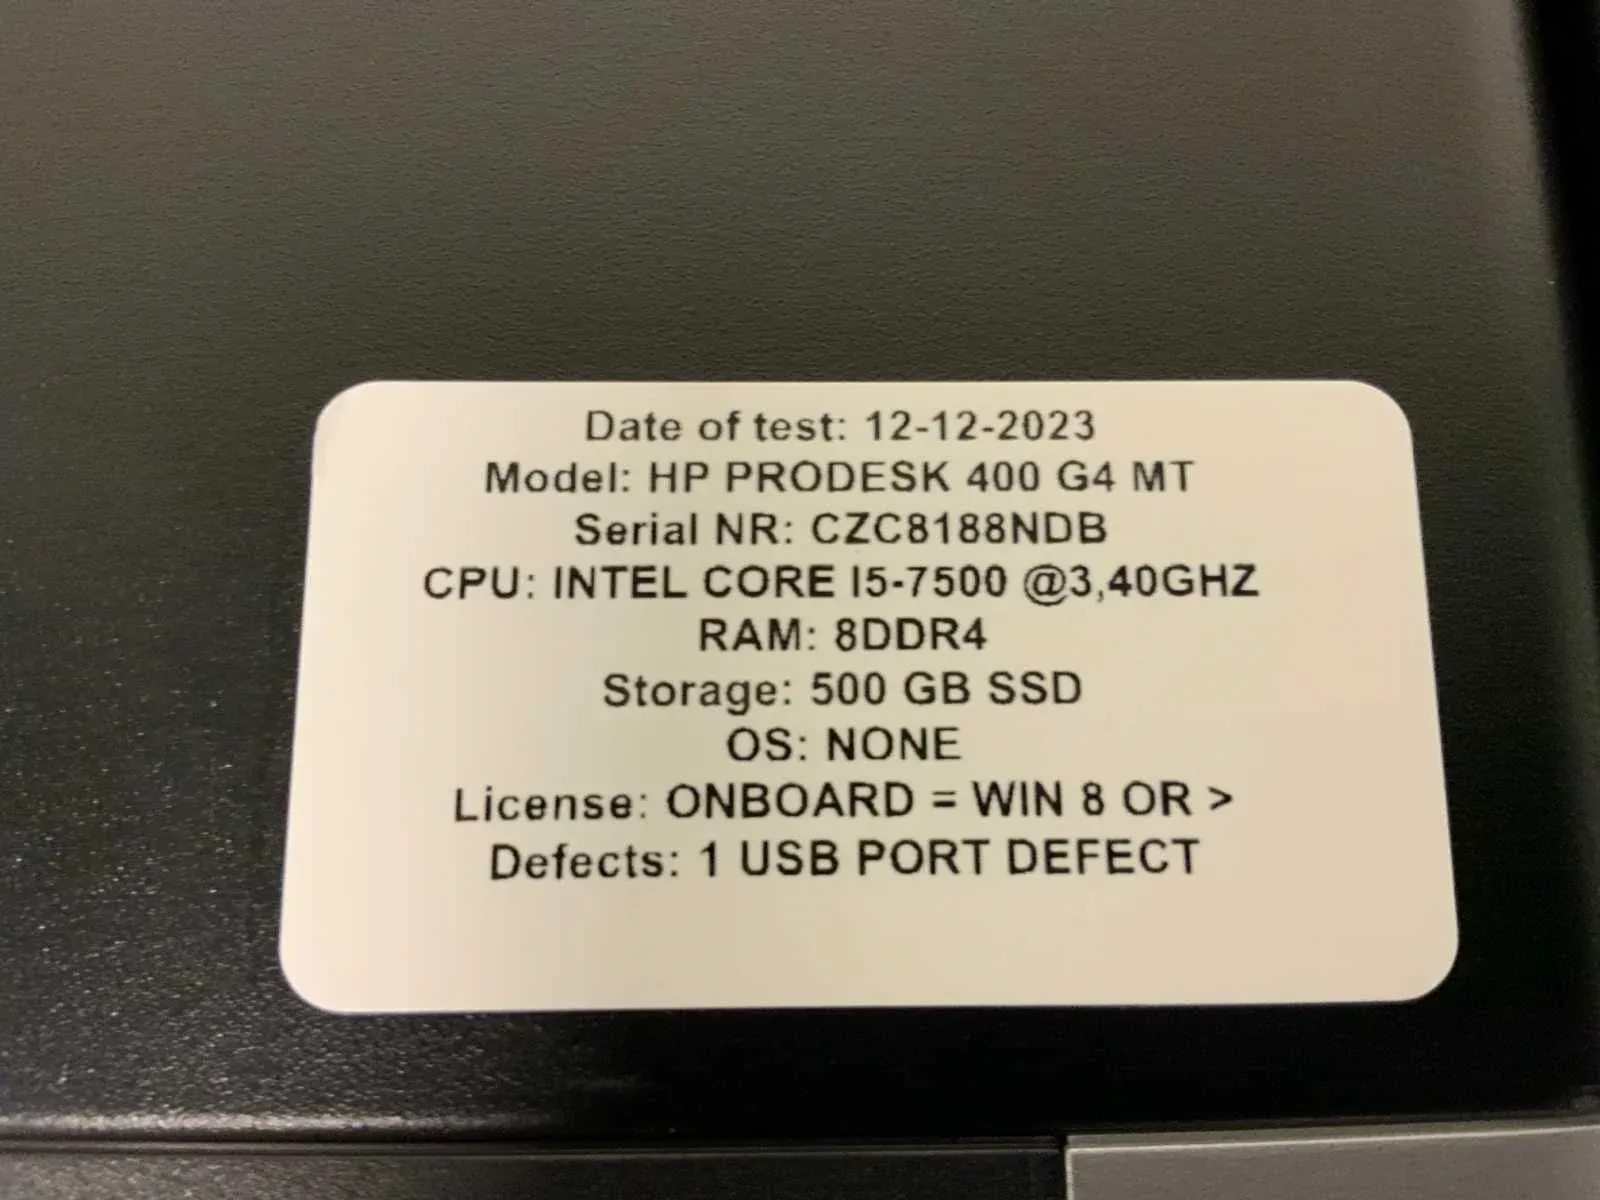 Date of test: 12-12-2023
Model: HP PRODESK 400 G4 MT
Serial NR: CZC8188NDB
CPU: INTEL CORE I5-7500 @3,40GHZ
RAM: 8DDR4
Storage: 500 GB SSD
OS: NONE
License: ONBOARD = WIN 8 OR >
Defects: 1 USB PORT DEFECT